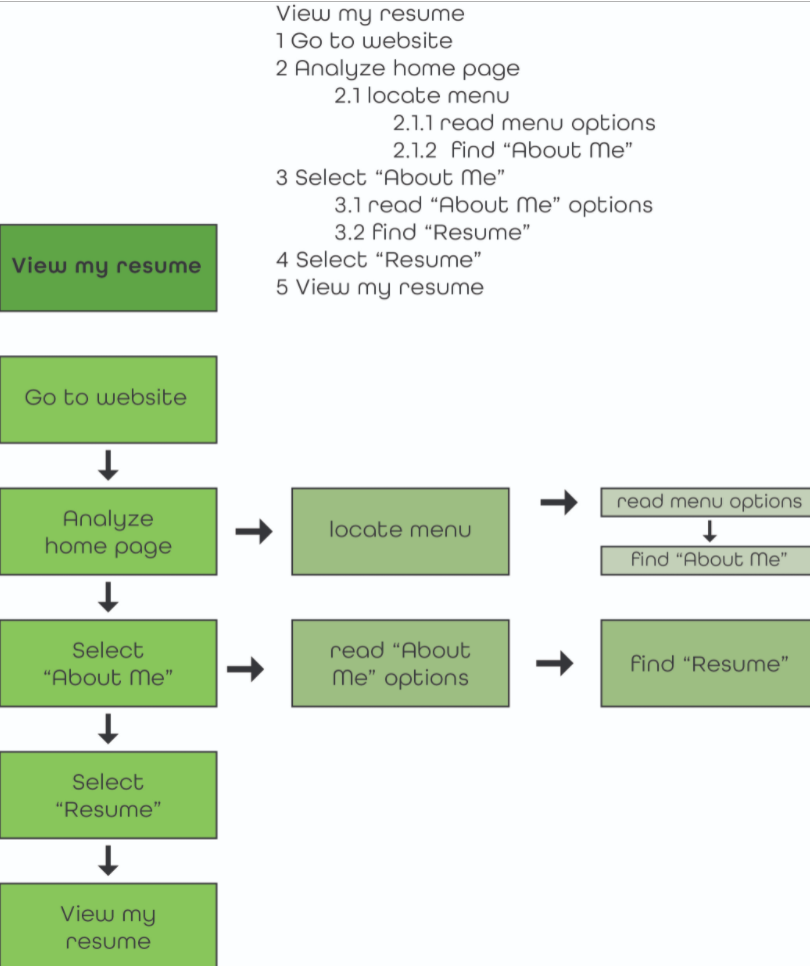 View my resume
1 Go to website
2 Analyze home page
2.1 locate menu
2.1.1 read menu options
2.1.2 find “About Me”
3 Select “About Me”
3.1 read “About Me” options
3.2 find “Resume”
4 Select “Resume”
5 View my resume
View my resume
Go to website
Analyze
home page
locate menu
read menu options
find “About Me”
Select
“About Me”
read “About
Me” options
find “Resume”
Select
“Resume”
View my
resume